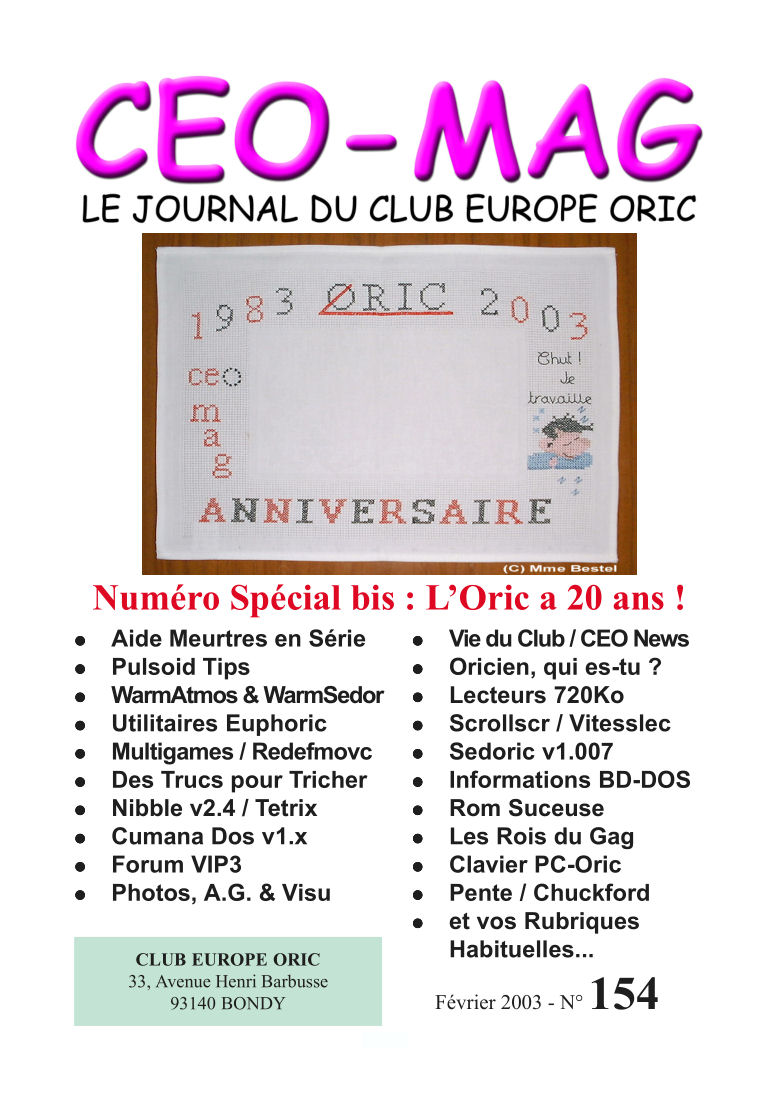 CEO-MAG
LE JOURNAL DU CLUB EUROPE ORIC
1983 ORIC 2003
ceo
mag
Chut !
Je
travaille
ANNIVERSAIRE
(C) Mme Bestel
Numéro Spécial bis : L’Oric a 20 ans !
● Aide Meurtres en Série
● Pulsoid Tips
● WarmAtmos & WarmSedor
● Utilitaires Euphoric
● Multigames / Redefmovc
● Des Trucs pour Tricher
● Nibble v2.4 / Tetrix
● Cumana Dos v1.x
● Forum VIP3
● Photos, A.G. & Visu
● Vie du Club / CEO News
● Oricien, qui es-tu ?
● Lecteurs 720Ko
● Scrollscr / Vitesslec
● Sedoric v1.007
● Informations BD-DOS
● Rom Suceuse
● Les Rois du Gag
● Clavier PC-Oric
● Pente / Chuckford
● et vos Rubriques
Habituelles...
CLUB EUROPE ORIC
33, Avenue Henri Barbusse
93140 BONDY
Février 2003 - N° 154